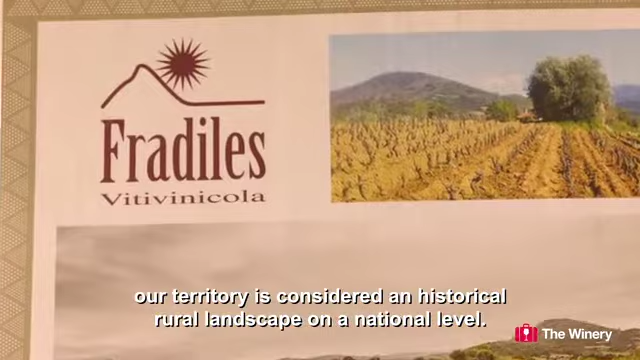 Fradiles
Vitivinicola
our territory is considered an historical
rural landscape on a national level.
The Winery